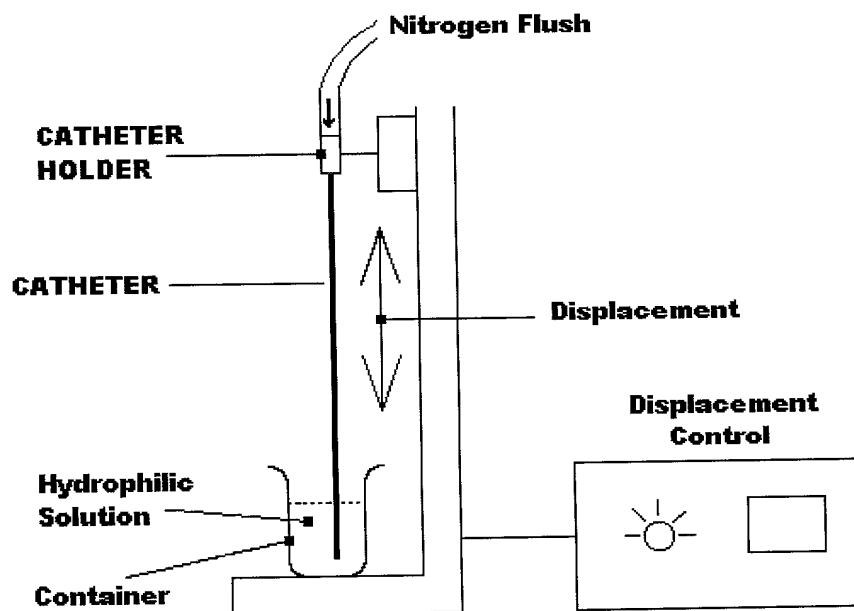 Nitrogen Flush
CATHETER
HOLDER
CATHETER
Displacement
Displacement
Control
Hydrophilic
Solution
Container